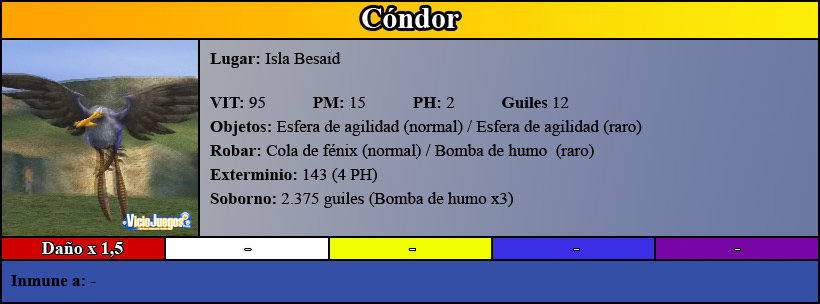 Cóndor
Lugar: Isla Besaid
VIT: 95 PM: 15 PH: 2 Guiles 12
Objetos: Esfera de agilidad (normal) / Esfera de agilidad (raro)
Robar: Cola de fénix (normal) / Bomba de humo (raro)
Exterminio: 143 (4 PH)
Soborno: 2.375 guiles (Bomba de humo x3)
VicioJuegos
Daño x 1,5 - - - -
Inmune a: -